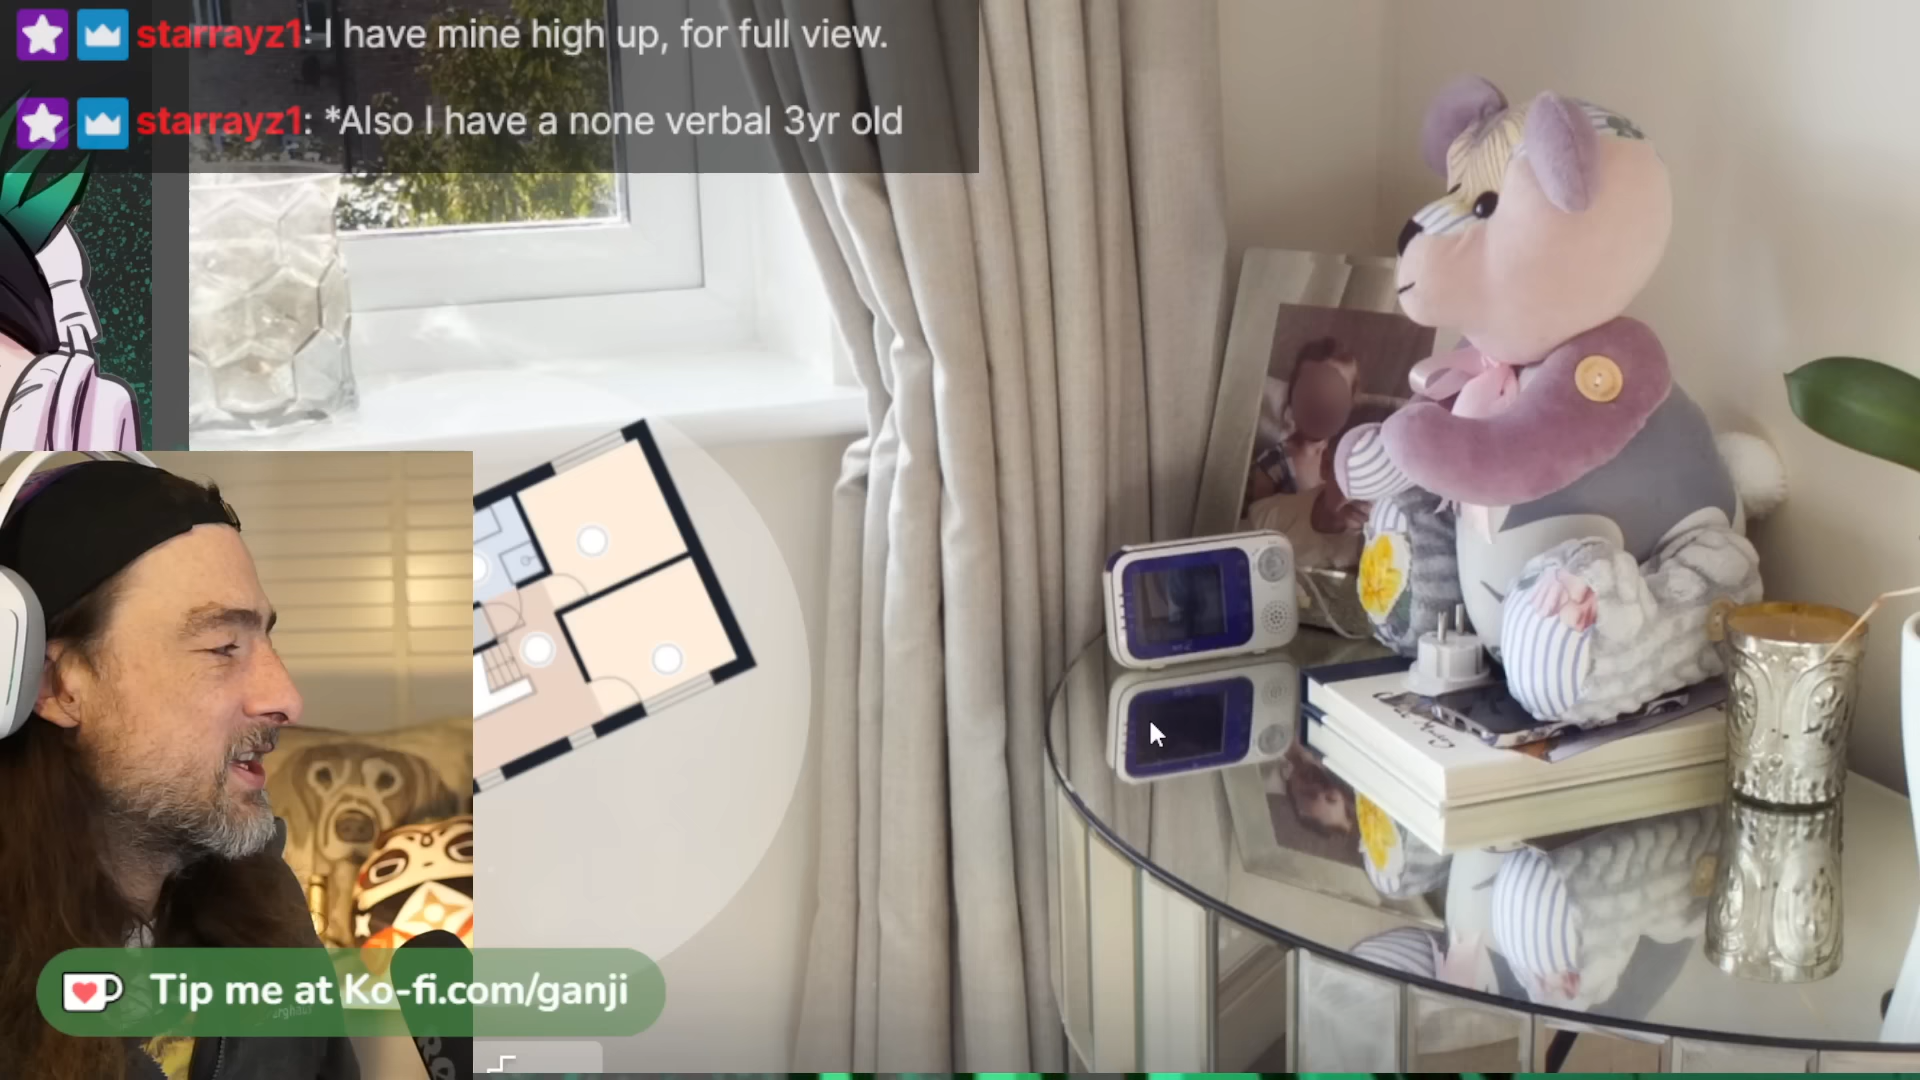 starrayz1: I have mine high up, for full view.
starrayz1: *Also I have a none verbal 3yr old
Tip me at Ko-fi.com/ganji